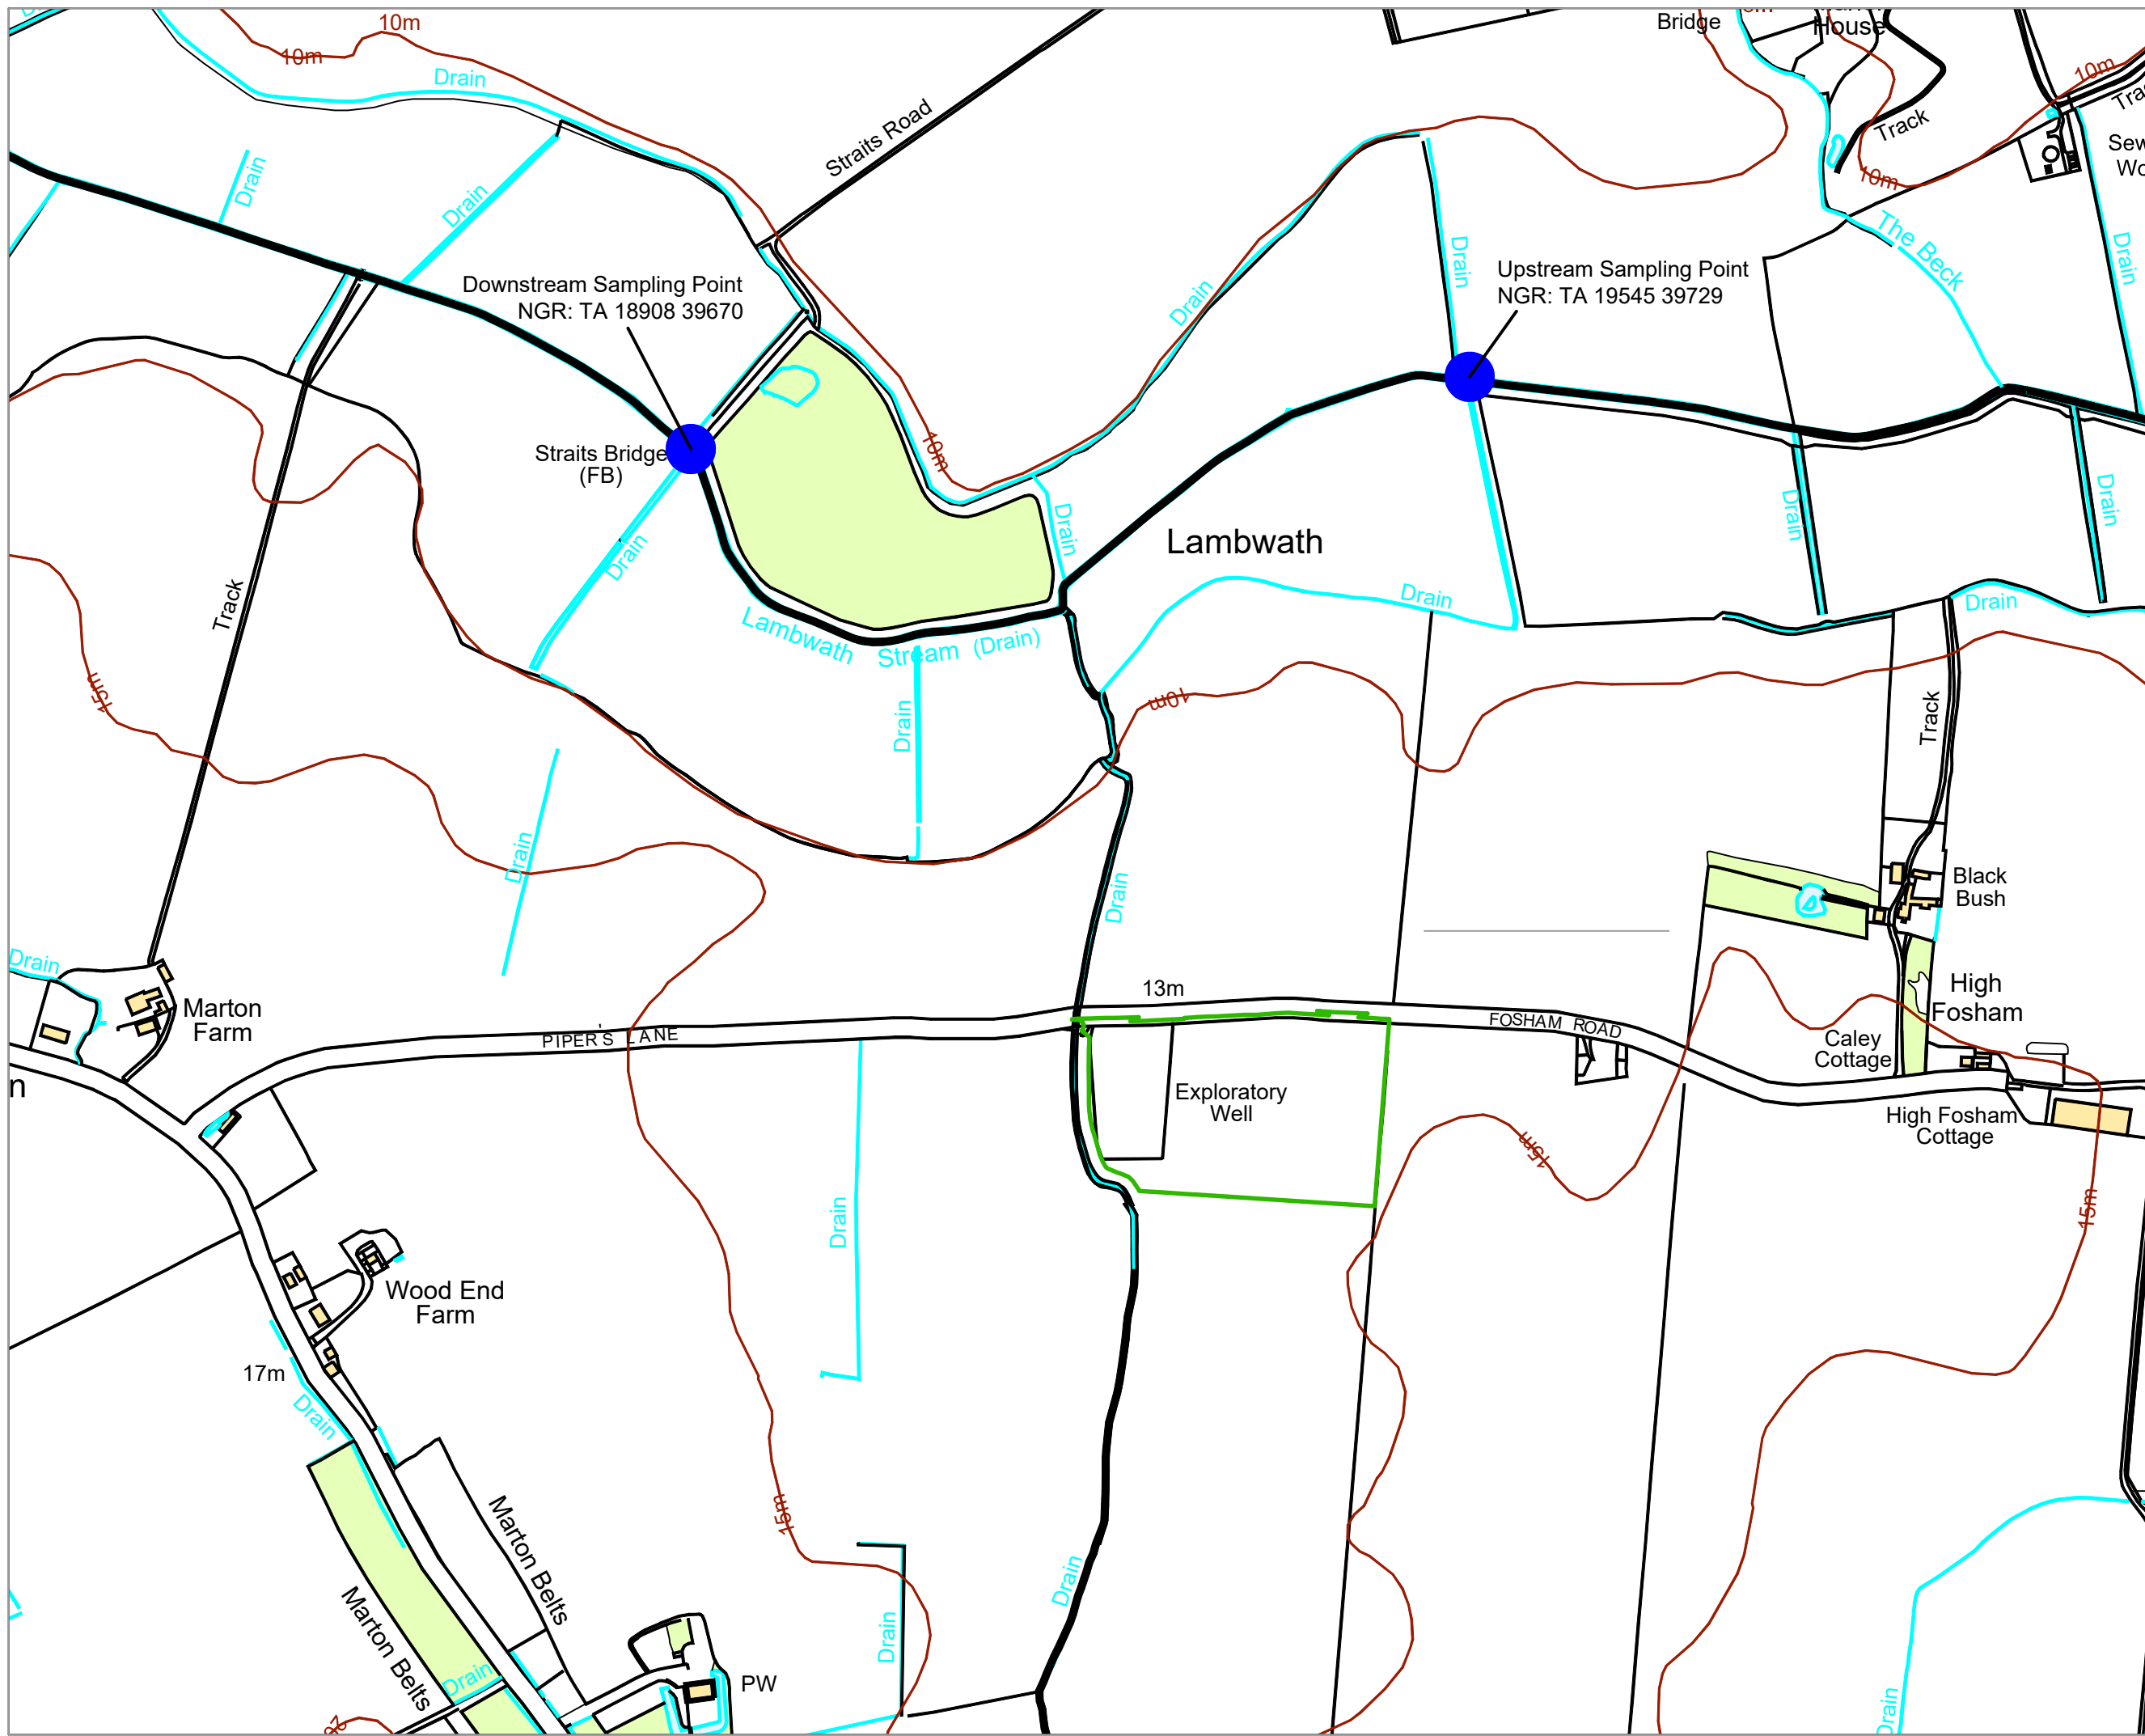 10m
10m
Drain
Straits Road
Bridge
House
Track
10m
10m
Drain
Drain
The Beck
Drain
Drain
Drain
Downstream Sampling Point
NGR: TA 18908 39670
Upstream Sampling Point
NGR: TA 19545 39729
Straits Bridge
(FB)
10m
Drain
Drain
Drain
Drain
Lambwath
Drain
Drain
Track
Lambwath Stream (Drain)
15m
Drain
10m
Track
Drain
Drain
Black
Bush
Drain
Marton
Farm
13m
High
Fosham
PIPER'S LANE
FOSHAM ROAD
Caley
Cottage
Exploratory
Well
High Fosham
Cottage
15m
15m
Drain
Wood End
Farm
17m
Drain
Marton Belts
15m
Drain
Marton Belts
Drain
Drain
PW
Drain